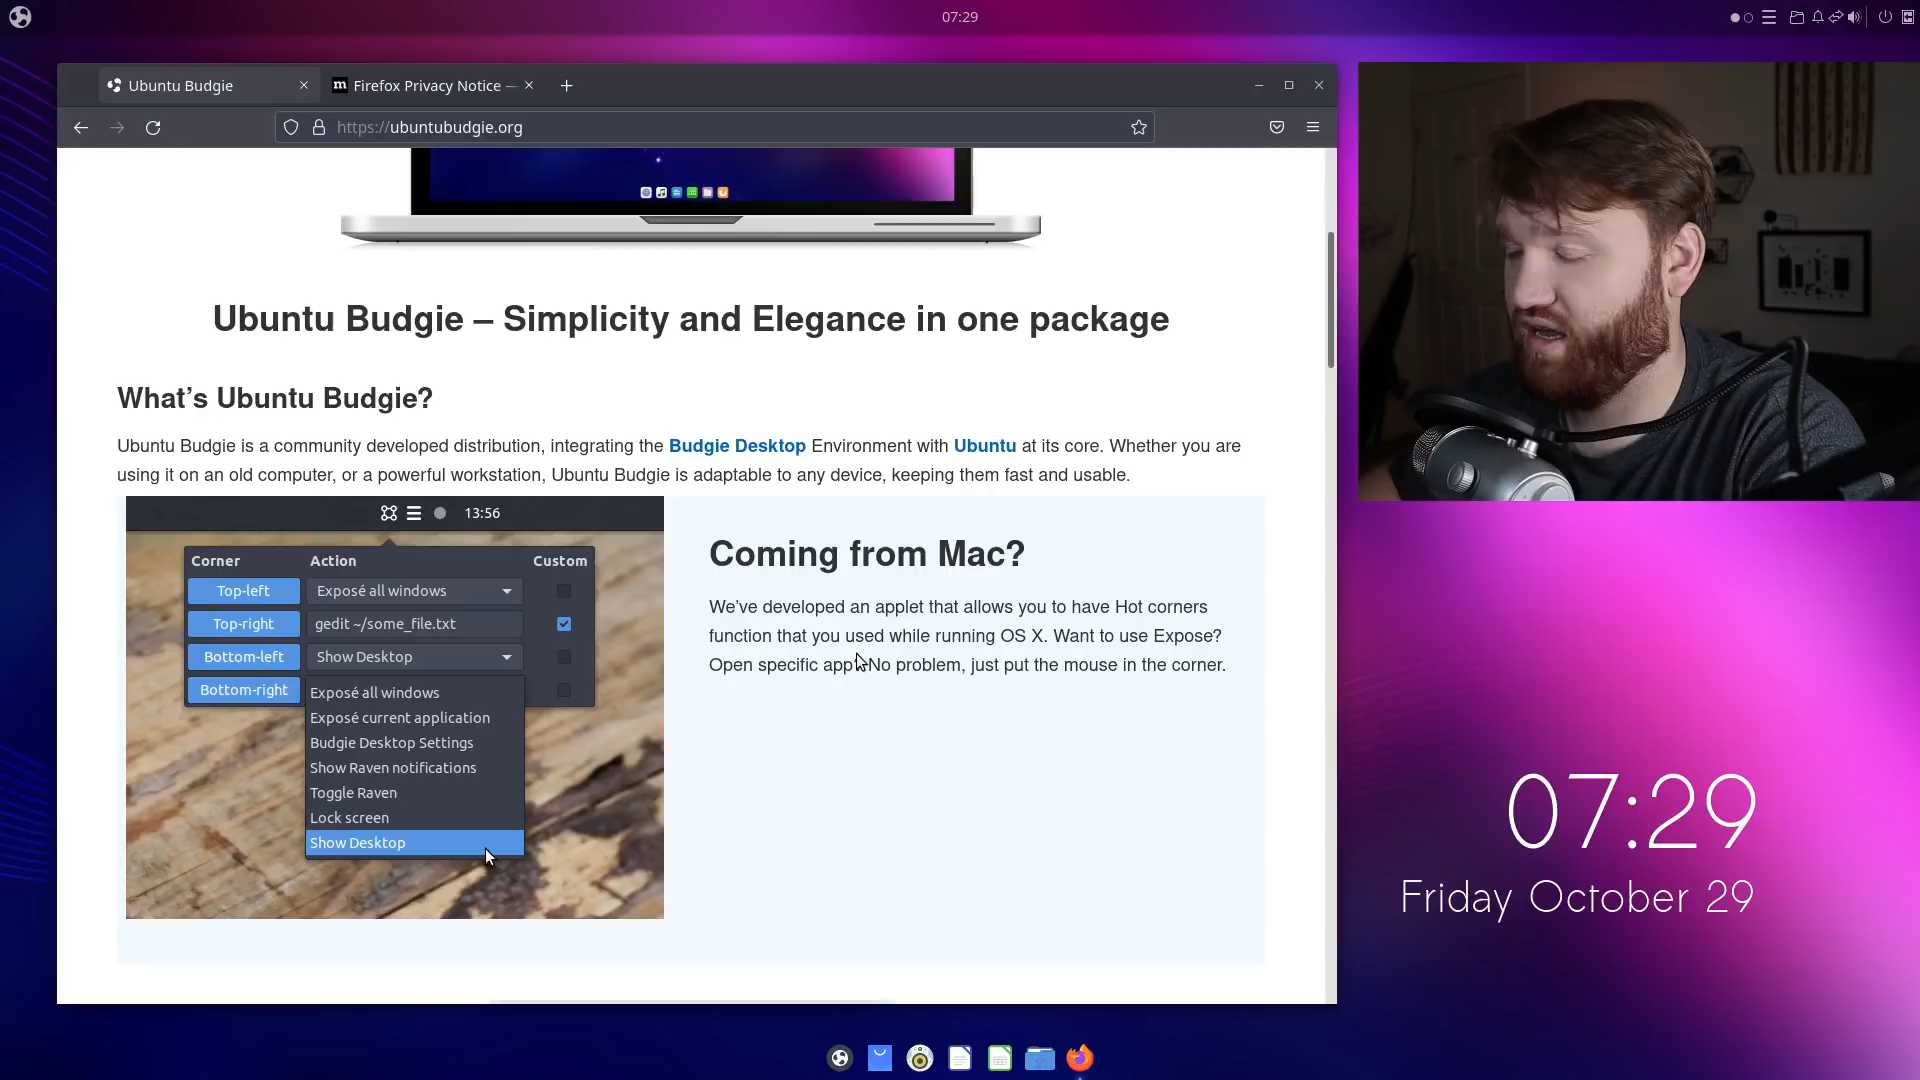 07:29
Ubuntu Budgie
Firefox Privacy Notice —
https://ubuntubudgie.org
Ubuntu Budgie – Simplicity and Elegance in one package
What's Ubuntu Budgie?
Ubuntu Budgie is a community developed distribution, integrating the Budgie Desktop Environment with Ubuntu at its core. Whether you are
using it on an old computer, or a powerful workstation, Ubuntu Budgie is adaptable to any device, keeping them fast and usable.
13:56
Corner Action Custom
Top-left Exposé all windows
Top-right gedit ~/some_file.txt
Bottom-left Show Desktop
Bottom-right
Exposé all windows
Exposé current application
Budgie Desktop Settings
Show Raven notifications
Toggle Raven
Lock screen
Show Desktop
Coming from Mac?
We've developed an applet that allows you to have Hot corners
function that you used while running OS X. Want to use Expose?
Open specific app? No problem, just put the mouse in the corner.
07:29
Friday October 29